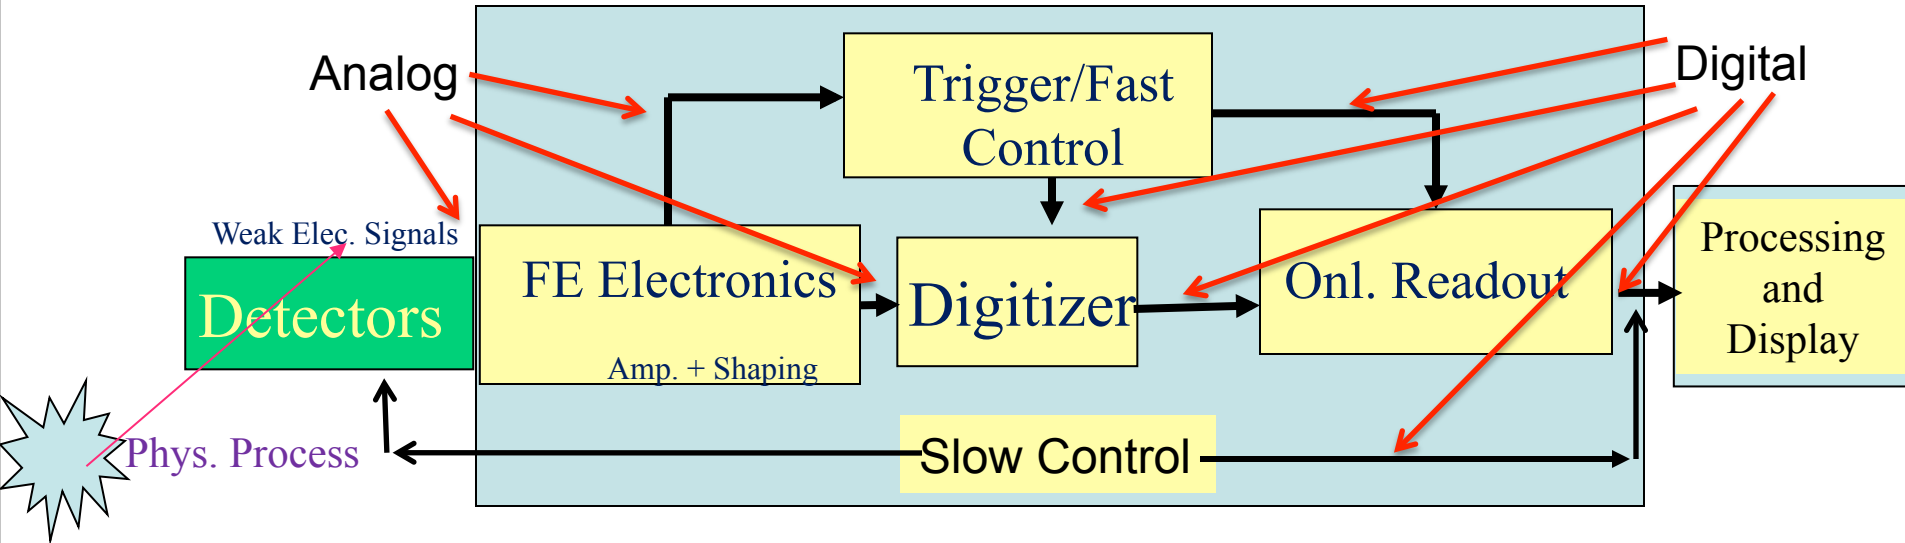 Analog
Digital
Trigger/Fast
Control
Weak Elec. Signals
Detectors
FE Electronics
Amp. + Shaping
Digitizer
Onl. Readout
Processing
and
Display
Phys. Process
Slow Control